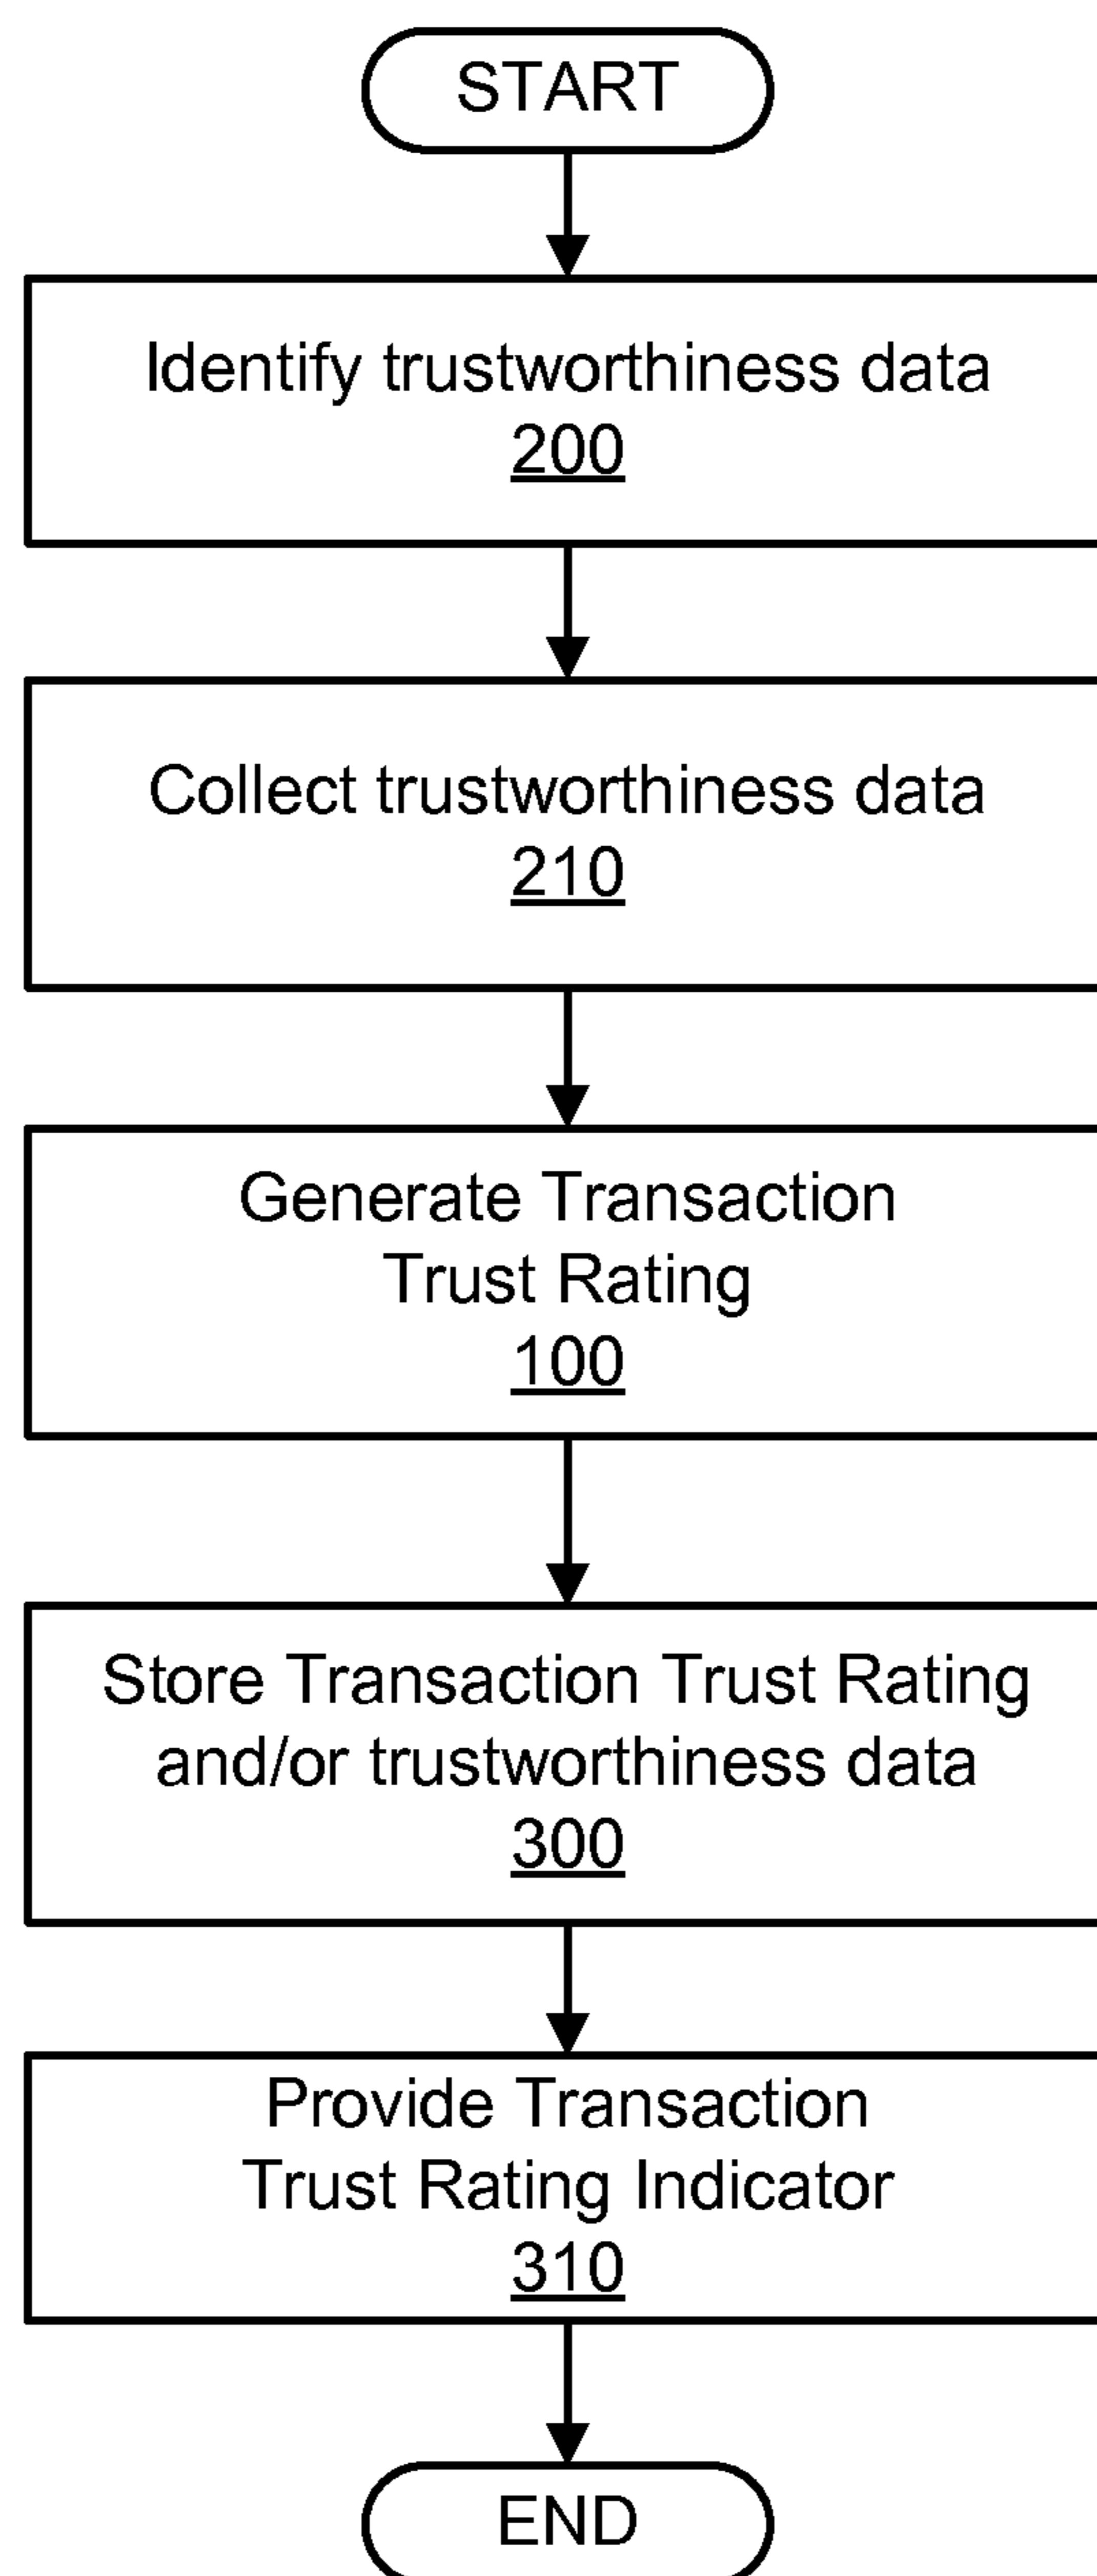 START
Identify trustworthiness data
200
Collect trustworthiness data
210
Generate Transaction
Trust Rating
100
Store Transaction Trust Rating
and/or trustworthiness data
300
Provide Transaction
Trust Rating Indicator
310
END